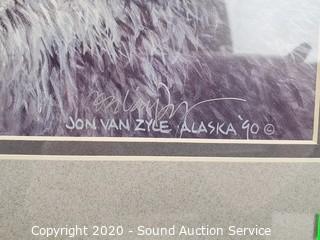 JON VAN ZYLE ALASKA '90 ©
Copyright 2020 - Sound Auction Service